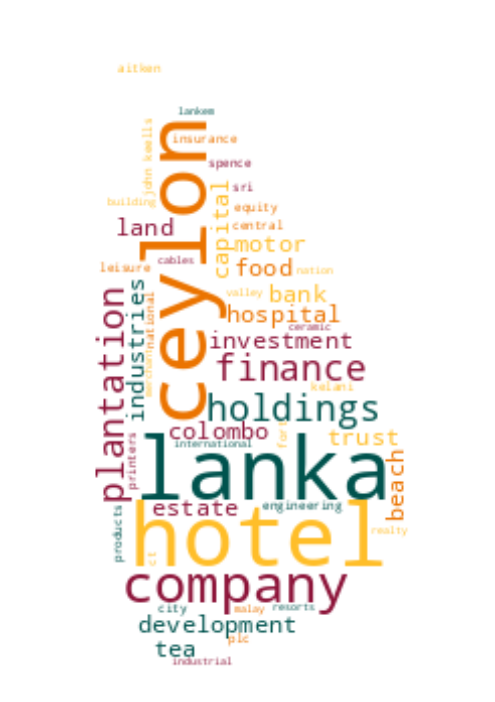 aitken
lankem
ceylon
john keells
insurance
spence
sri
building
capital
equity
land
central
motor
cables
leisure
food
nation
industries
national
plantation
valley
bank
hospital
ceramic
merchant
investment
finance
kelani
holdings
colombo
fort
trust
international
printers
lanka
beach
estate
engineering
products
hotel
realty
ct
company
city
malay
resorts
development
plc
tea
industrial